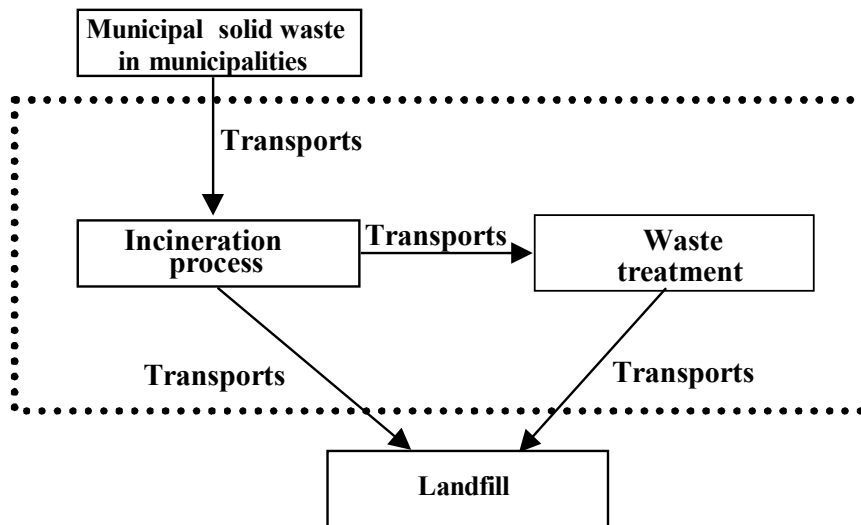 Municipal solid waste
in municipalities
Transports
Incineration
process
Transports
Waste
treatment
Transports
Transports
Landfill